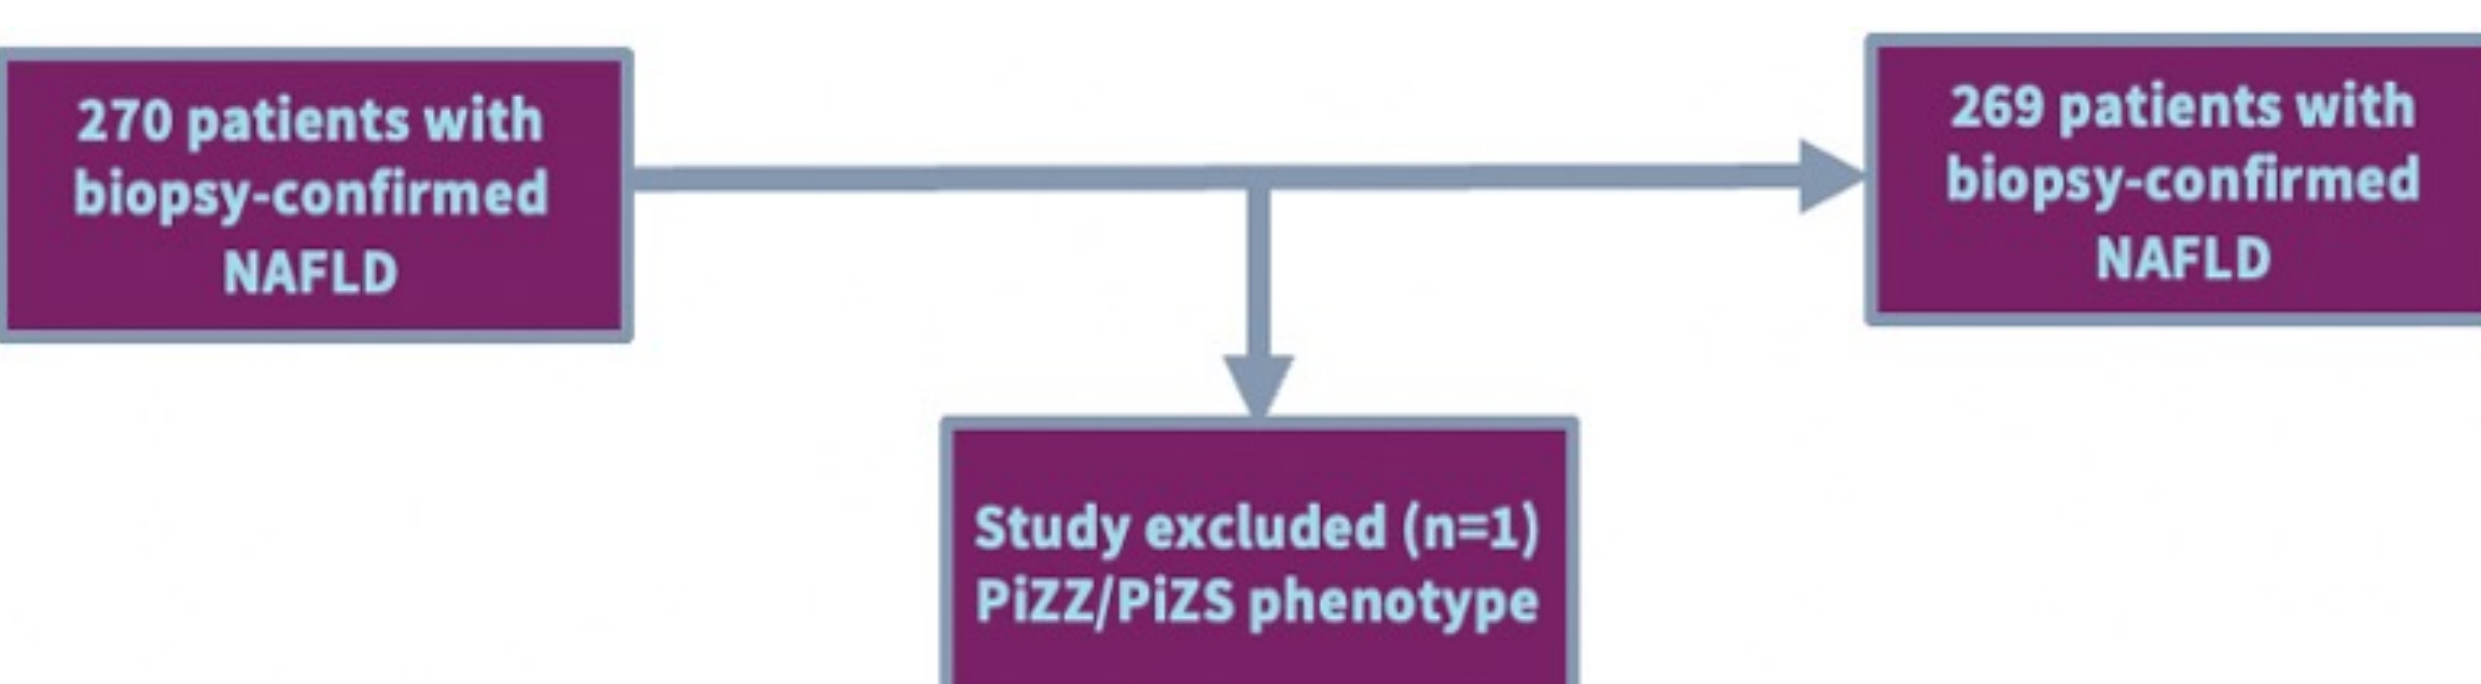 270 patients with
biopsy-confirmed
NAFLD
269 patients with
biopsy-confirmed
NAFLD
Study excluded (n=1)
PiZZ/PiZS phenotype